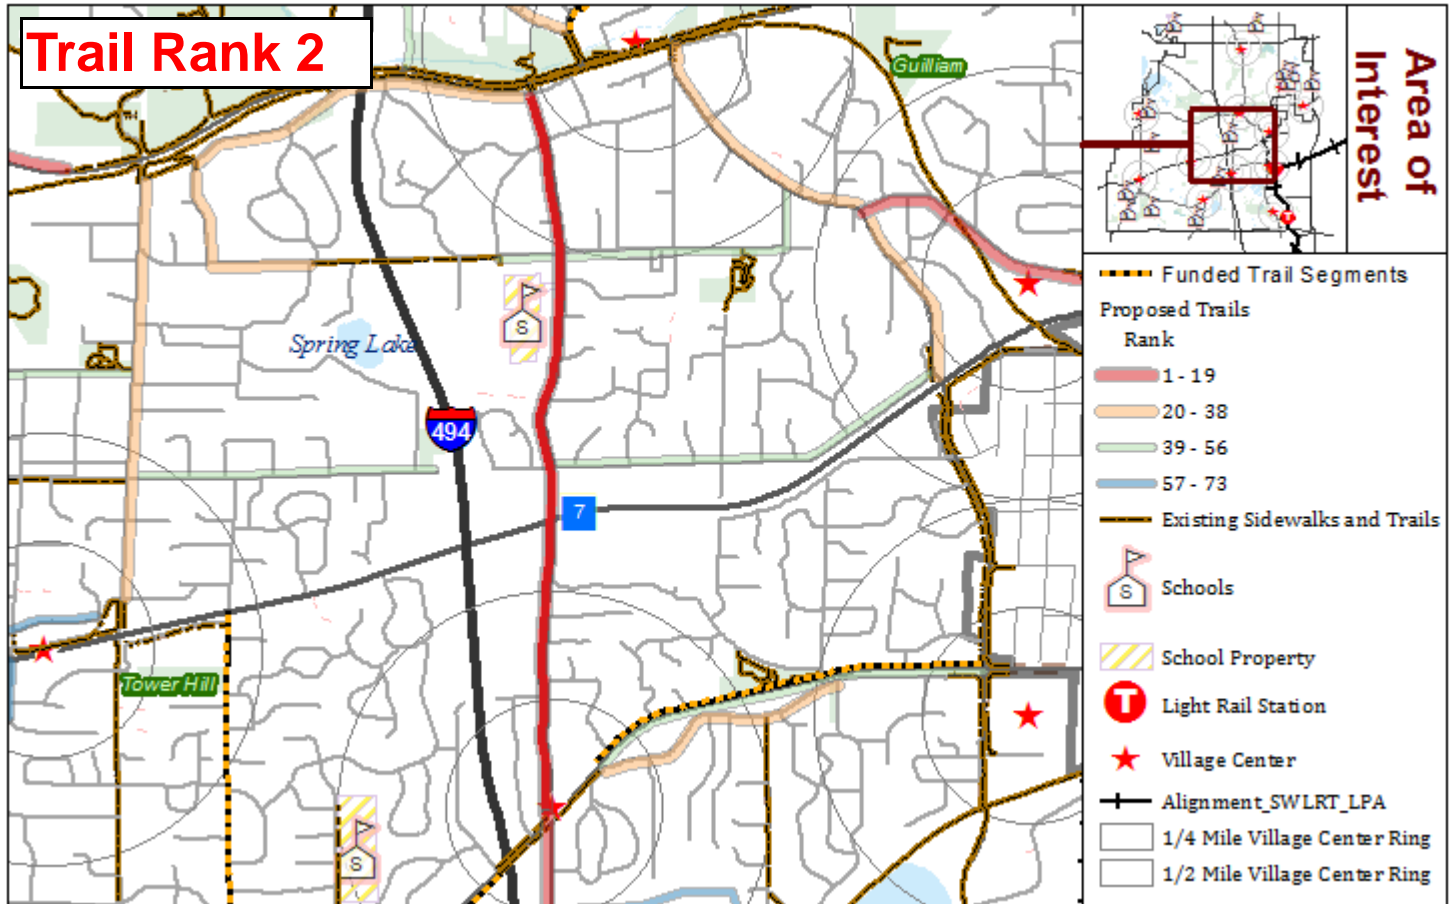 Trail Rank 2
Guilliam
Spring Lake
S
494
7
Tower Hill
S
Area of
Interest
T
Funded Trail Segments
Proposed Trails
Rank
1 - 19
20 - 38
39 - 56
57 - 73
Existing Sidewalks and Trails
S
Schools
School Property
T
Light Rail Station
Village Center
Alignment_SWLRT_LPA
1/4 Mile Village Center Ring
1/2 Mile Village Center Ring